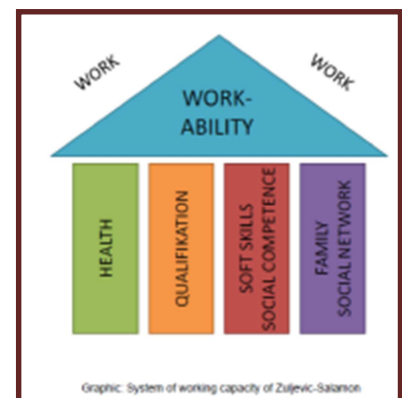 WORK
WORK
WORK-
ABILITY
HEALTH
QUALIFIKATION
SOFT SKILLS
SOCIAL COMPETENCE
FAMILY
SOCIAL NETWORK
Graphic: System of working capacity of Zuljevic-Salamon